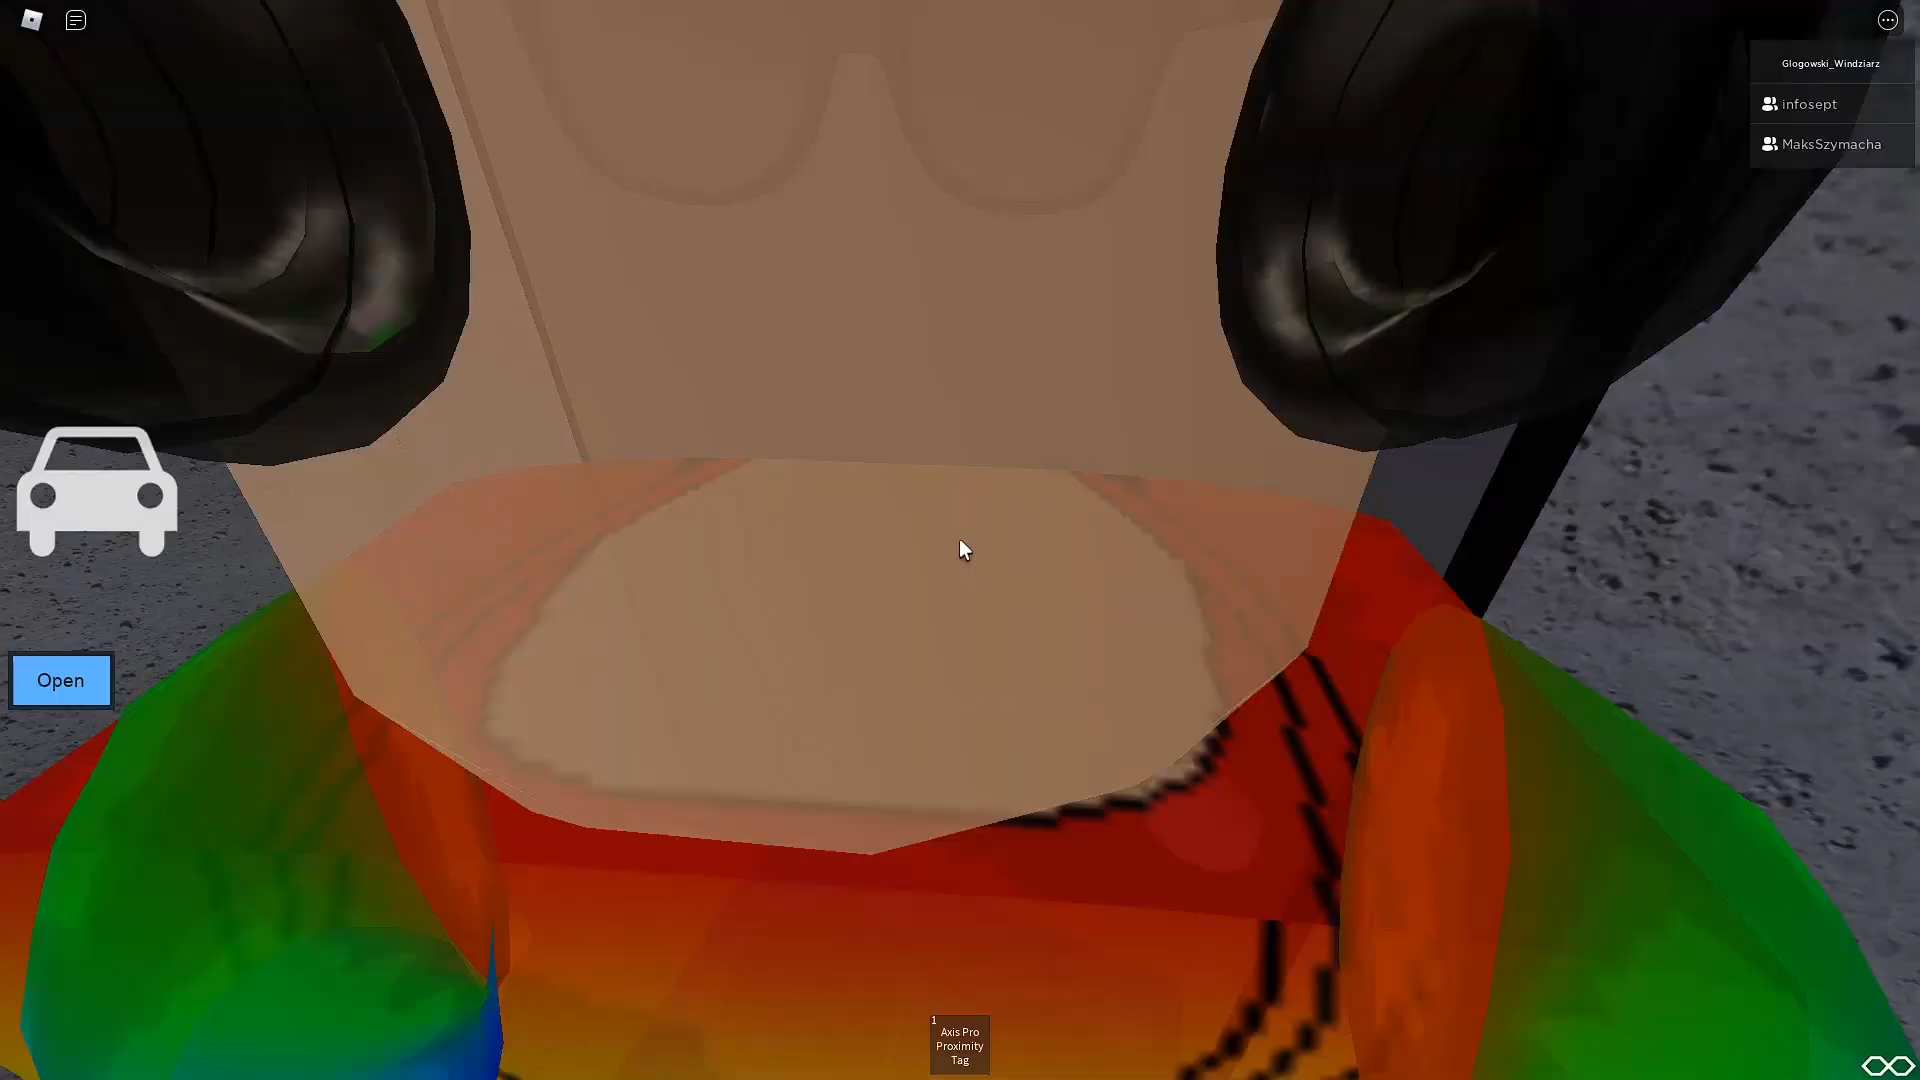 Glogowski_Windziarz
infosept
MaksSzymacha
Open
1
Axis Pro
Proximity
Tag